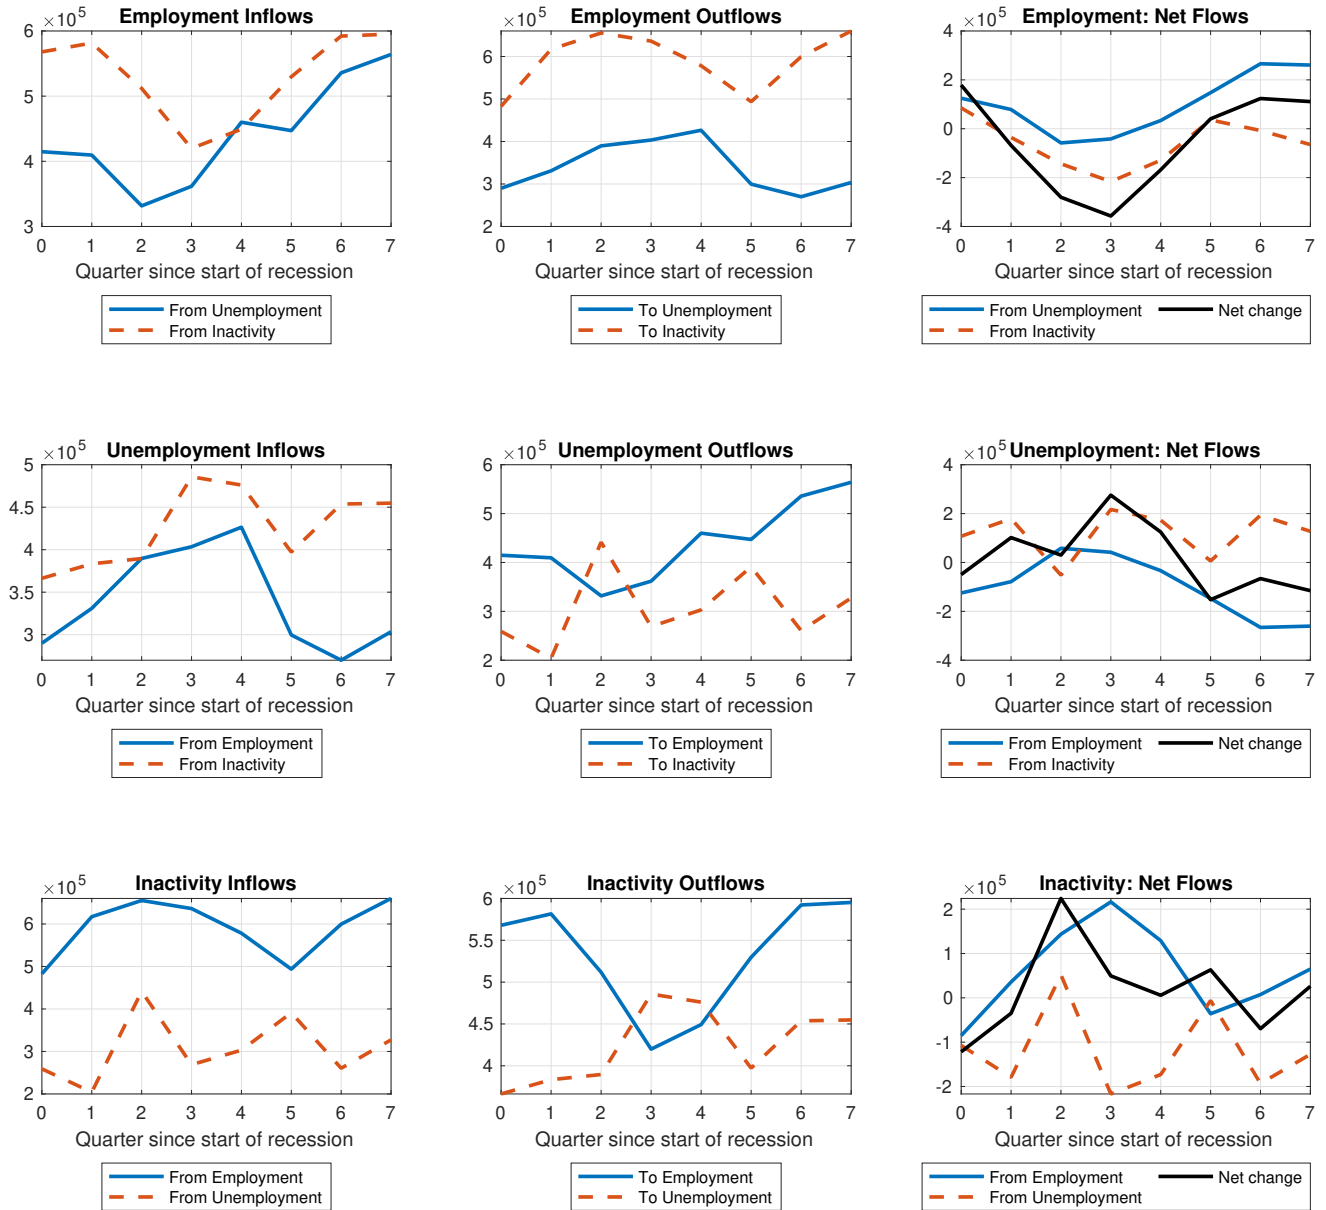 Employment Inflows
×10^5
6
5
4
3
0 1 2 3 4 5 6 7
Quarter since start of recession
From Unemployment
From Inactivity
Employment Outflows
×10^5
6
5
4
3
2
0 1 2 3 4 5 6 7
Quarter since start of recession
To Unemployment
To Inactivity
Employment: Net Flows
×10^5
4
2
0
-2
-4
0 1 2 3 4 5 6 7
Quarter since start of recession
From Unemployment Net change
From Inactivity
Unemployment Inflows
×10^5
5
4.5
4
3.5
3
0 1 2 3 4 5 6 7
Quarter since start of recession
From Employment
From Inactivity
Unemployment Outflows
×10^5
6
5
4
3
2
0 1 2 3 4 5 6 7
Quarter since start of recession
To Employment
To Inactivity
Unemployment: Net Flows
×10^5
4
2
0
-2
-4
0 1 2 3 4 5 6 7
Quarter since start of recession
From Employment Net change
From Inactivity
Inactivity Inflows
×10^5
6
5
4
3
2
0 1 2 3 4 5 6 7
Quarter since start of recession
From Employment
From Unemployment
Inactivity Outflows
×10^5
6
5.5
5
4.5
4
0 1 2 3 4 5 6 7
Quarter since start of recession
To Employment
To Unemployment
Inactivity: Net Flows
×10^5
2
1
0
-1
-2
0 1 2 3 4 5 6 7
Quarter since start of recession
From Employment Net change
From Unemployment